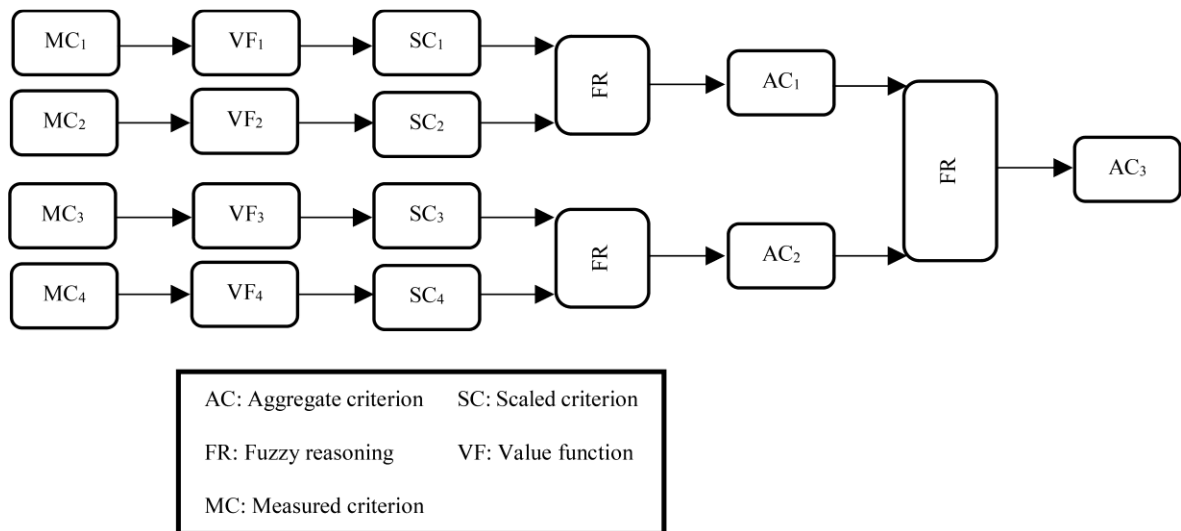 MC₁ VF₁ SC₁
MC₂ VF₂ SC₂
FR
AC₁
MC₃ VF₃ SC₃
MC₄ VF₄ SC₄
FR
AC₂
FR
AC₃
AC: Aggregate criterion SC: Scaled criterion
FR: Fuzzy reasoning VF: Value function
MC: Measured criterion